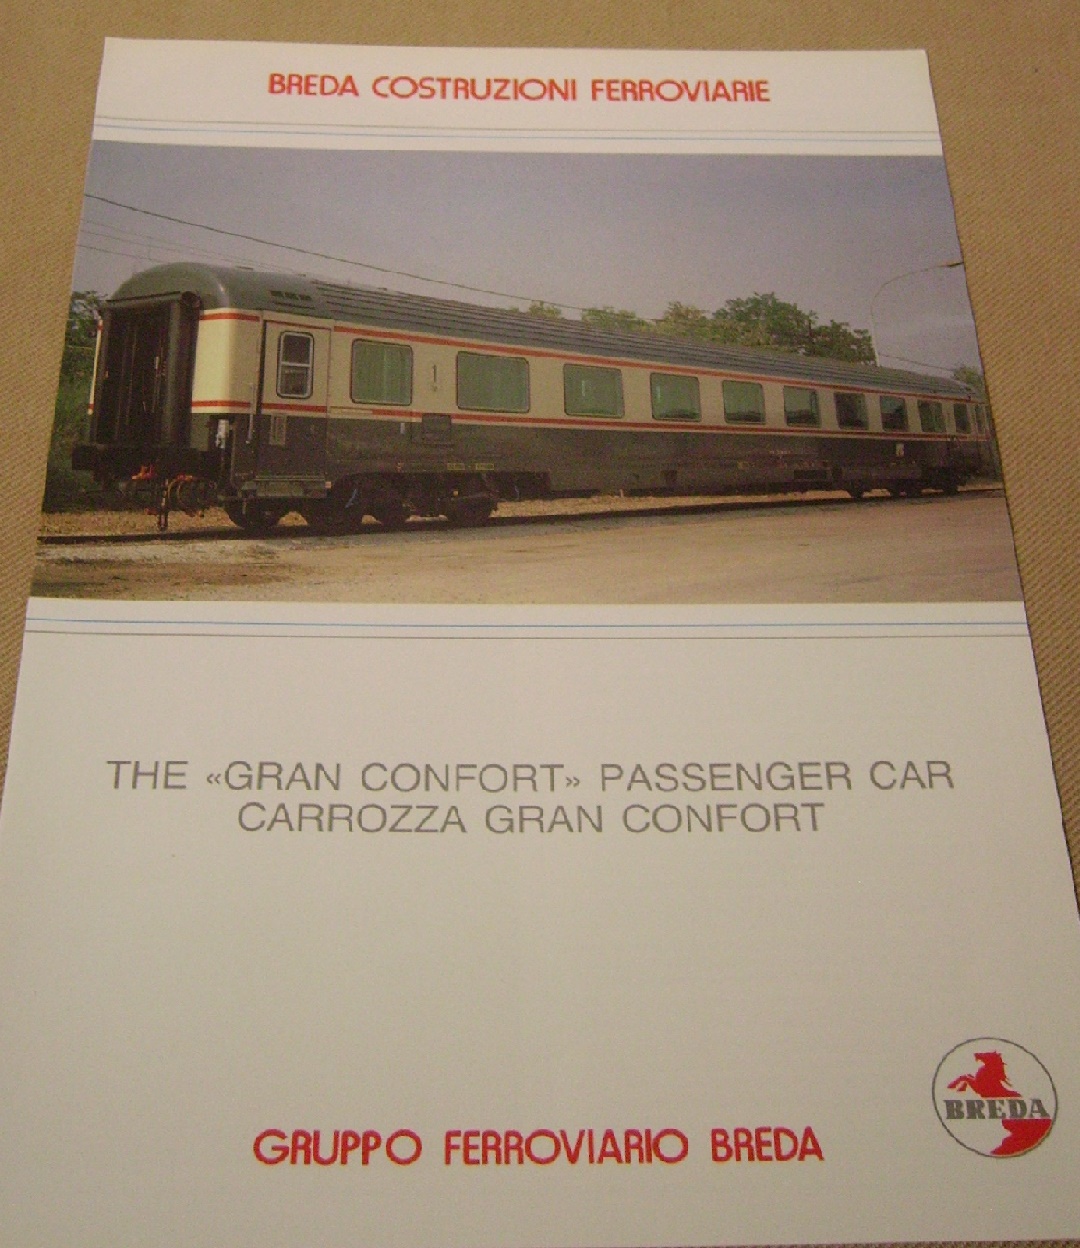 BREDA COSTRUZIONI FERROVIARIE
1
THE «GRAN CONFORT» PASSENGER CAR
CARROZZA GRAN CONFORT
BREDA
GRUPPO FERROVIARIO BREDA